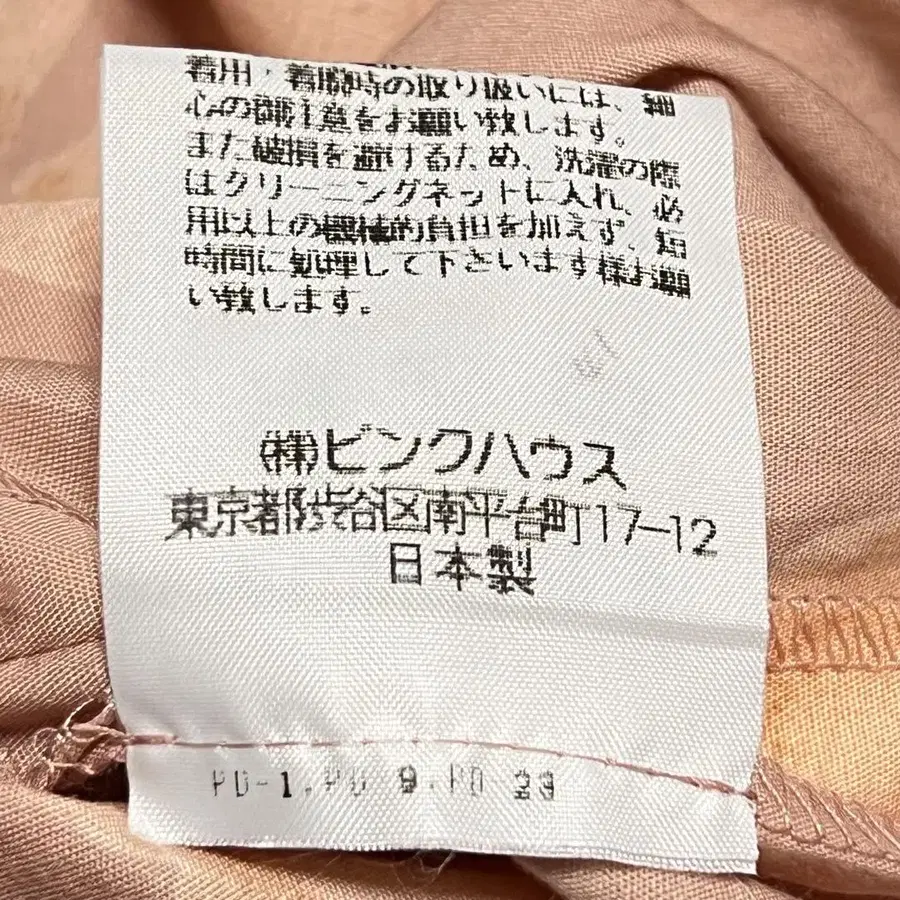 着用・着脱時の取り扱いには、細
心の御注意をお願い致します。
また破損を避けるため、洗濯の際
はクリーニングネットに入れ、必
用以上の機械的負担を加えず、短
時間に処理して下さいます様お願
い致します。
㈱ピンクハウス
東京都渋谷区南平台町17-12
日本製
PD-1.PD 9.PD 23